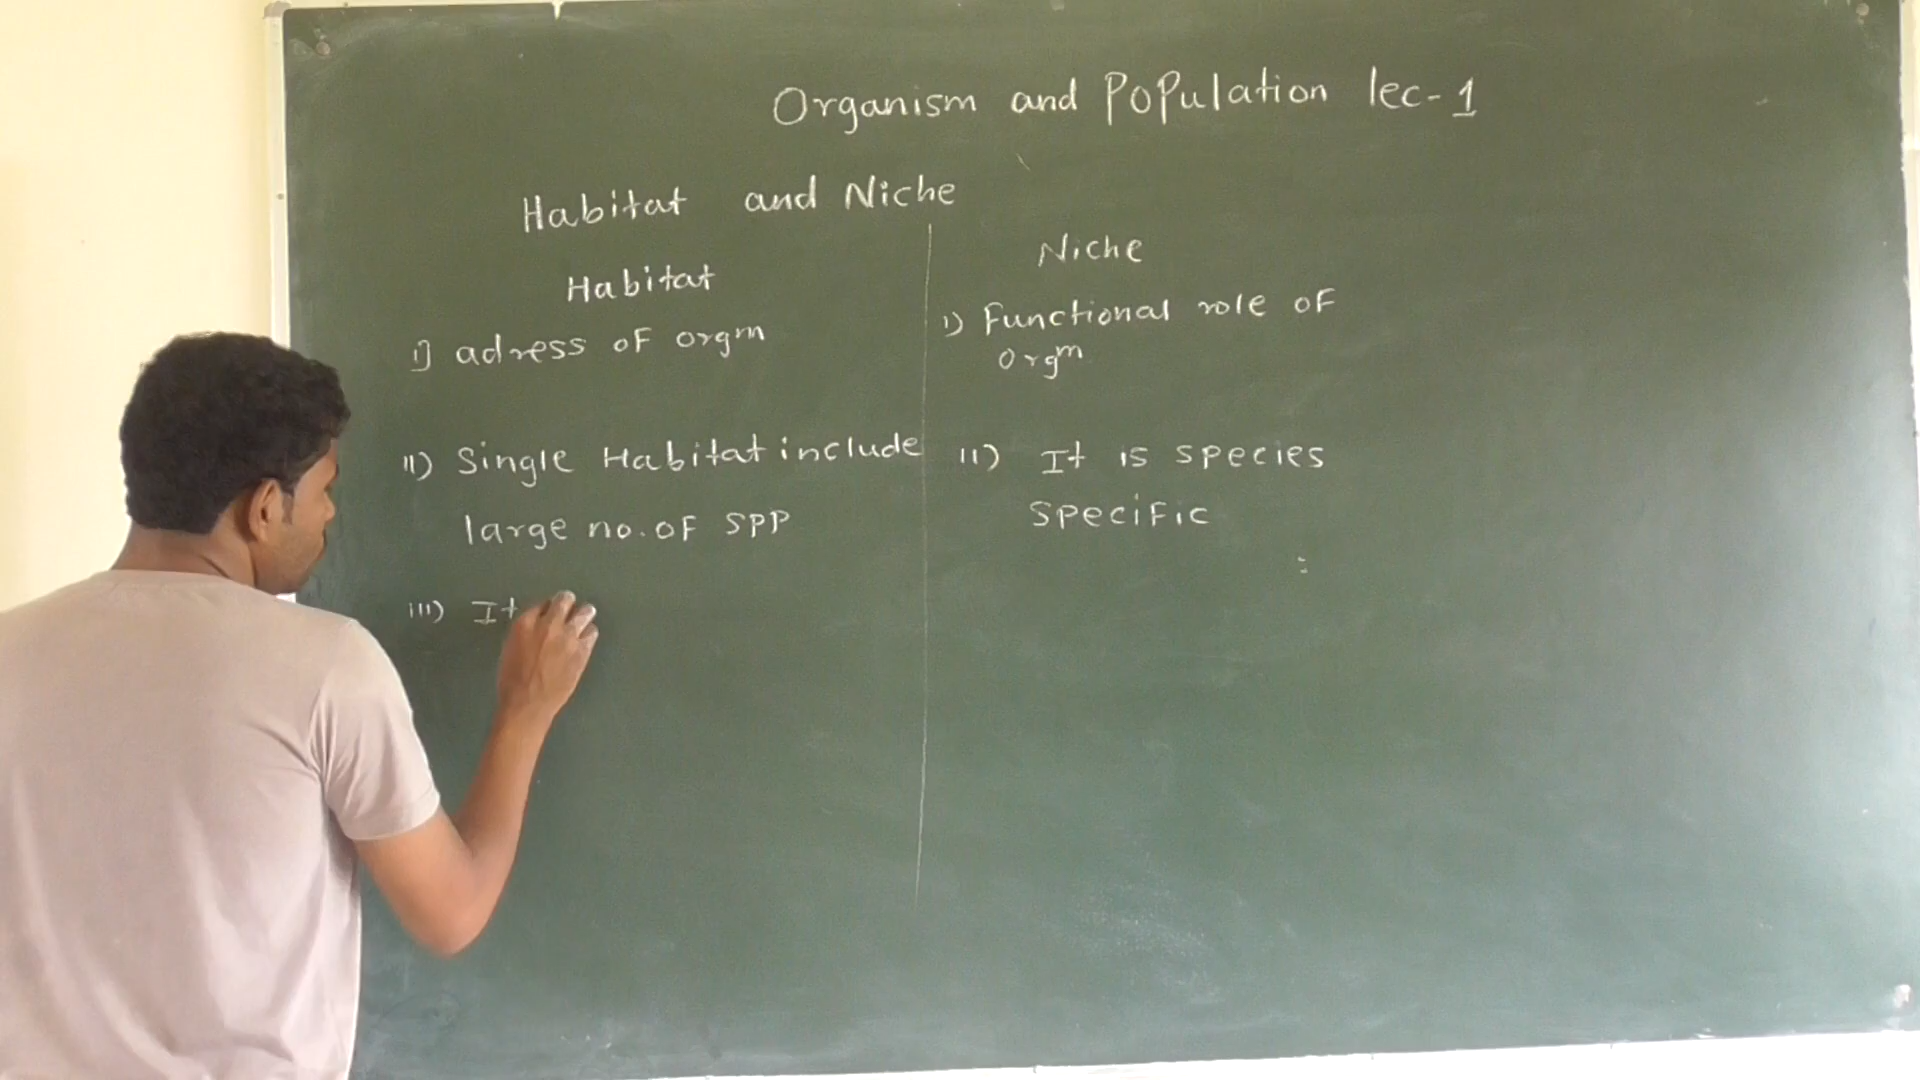 Organism and Population lec-1
Habitat and Niche
Habitat
i) adress of orgm
ii) Single Habitat include
large no. of SPP
iii) It
Niche
i) Functional role of
orgm
ii) It is species
specific